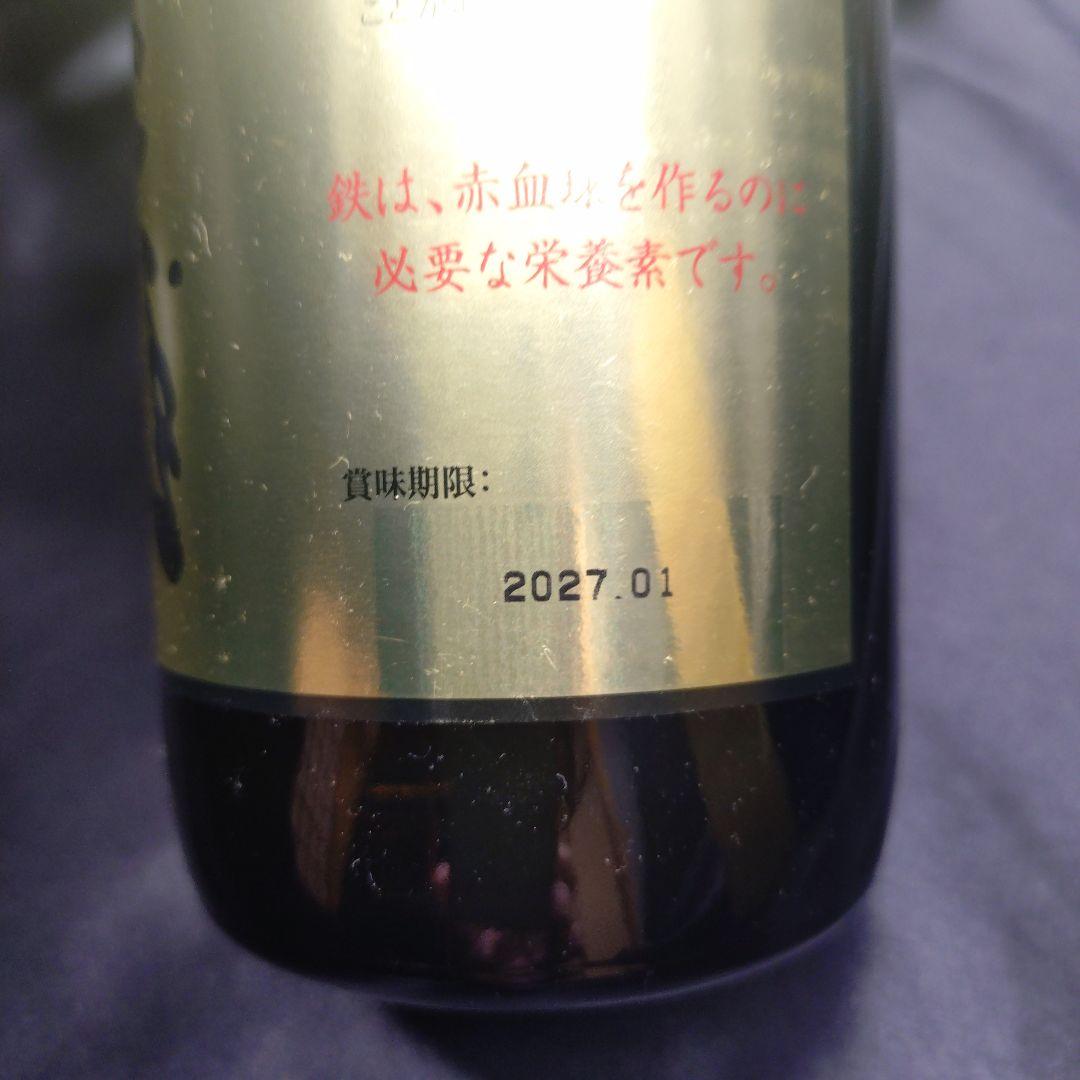 鉄は、赤血球を作るのに
必要な栄養素です。
賞味期限:
2027.01